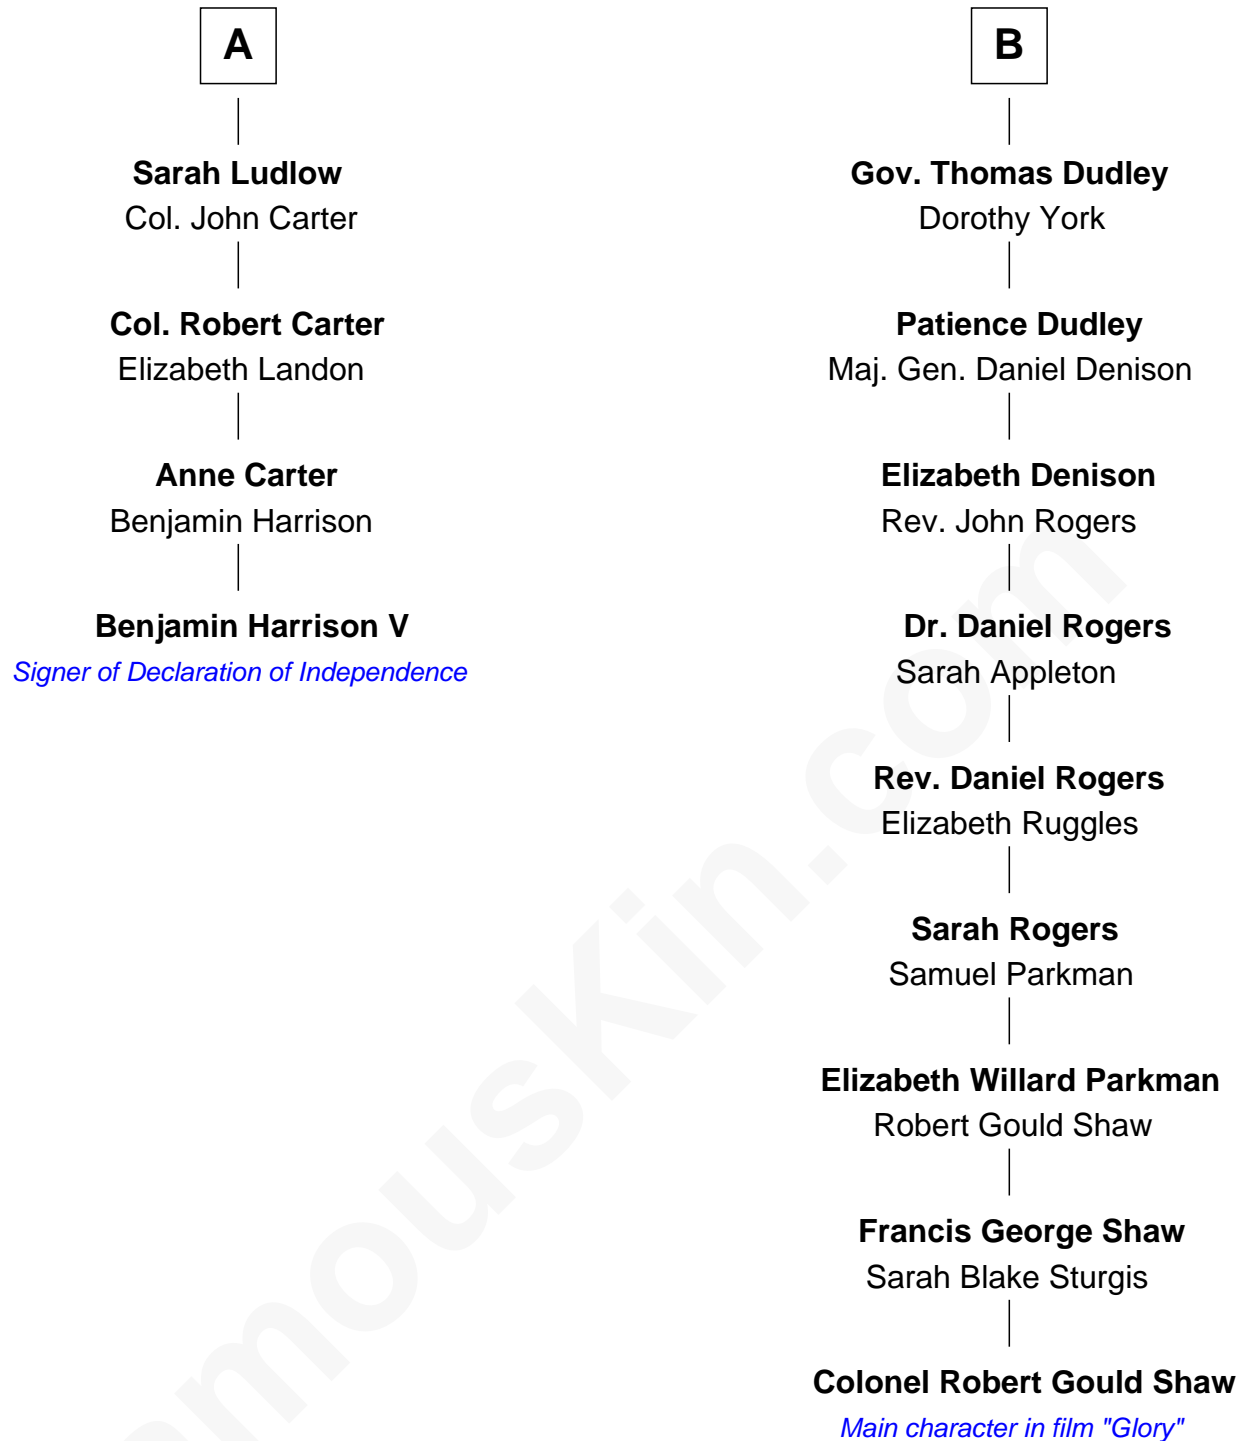 A
Sarah Ludlow
Col. John Carter
Col. Robert Carter
Elizabeth Landon
Anne Carter
Benjamin Harrison
Benjamin Harrison V
Signer of Declaration of Independence
B
Gov. Thomas Dudley
Dorothy York
Patience Dudley
Maj. Gen. Daniel Denison
Elizabeth Denison
Rev. John Rogers
Dr. Daniel Rogers
Sarah Appleton
Rev. Daniel Rogers
Elizabeth Ruggles
Sarah Rogers
Samuel Parkman
Elizabeth Willard Parkman
Robert Gould Shaw
Francis George Shaw
Sarah Blake Sturgis
Colonel Robert Gould Shaw
Main character in film "Glory"
amousKin.com